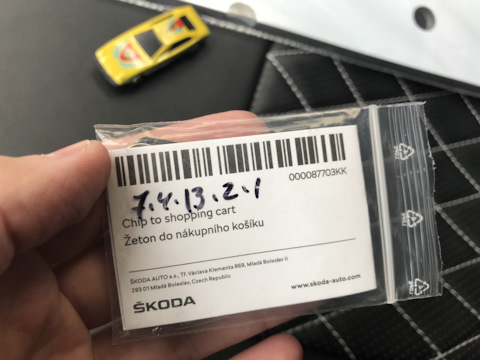 000087703KK
7.4.13.2.1
Chip to shopping cart
Žeton do nákupního košíku
ŠKODA AUTO a.s., Tř. Václava Klementa 869, Mladá Boleslav II
293 01 Mladá Boleslav, Czech Republic
www.skoda-auto.com
ŠKODA